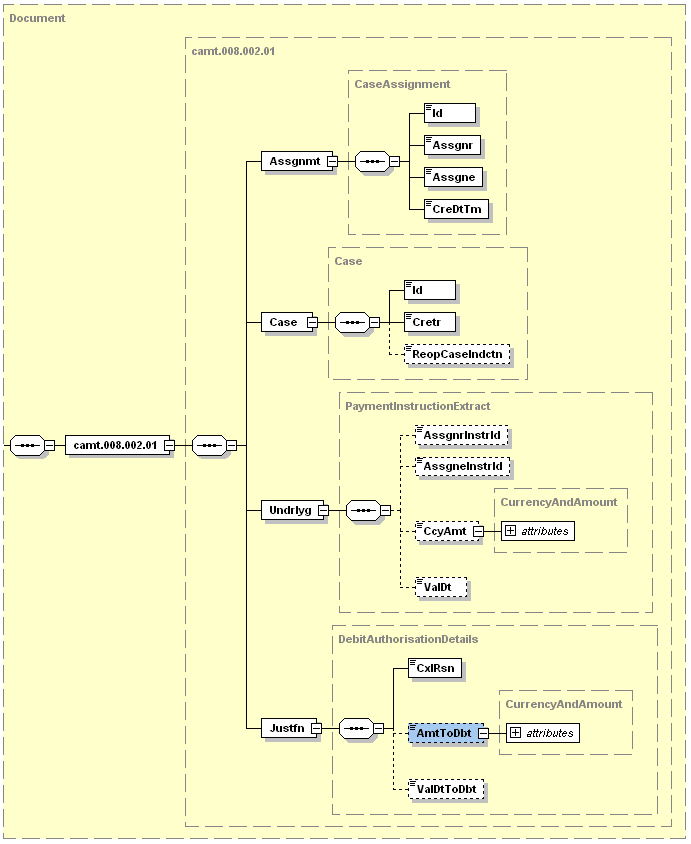 Document
camt.008.002.01
CaseAssignment
Id
Assgnr
Assgnmt
Assgne
CreDtTm
Case
Id
Case
Cretr
ReopCaseIndctn
PaymentInstructionExtract
AssgnrInstrId
camt.008.002.01
AssgneInstrId
CurrencyAndAmount
Undrlyg
CcyAmt
attributes
ValDt
DebitAuthorisationDetails
CxlRsn
CurrencyAndAmount
Justfn
AmtToDbt
attributes
ValDtToDbt